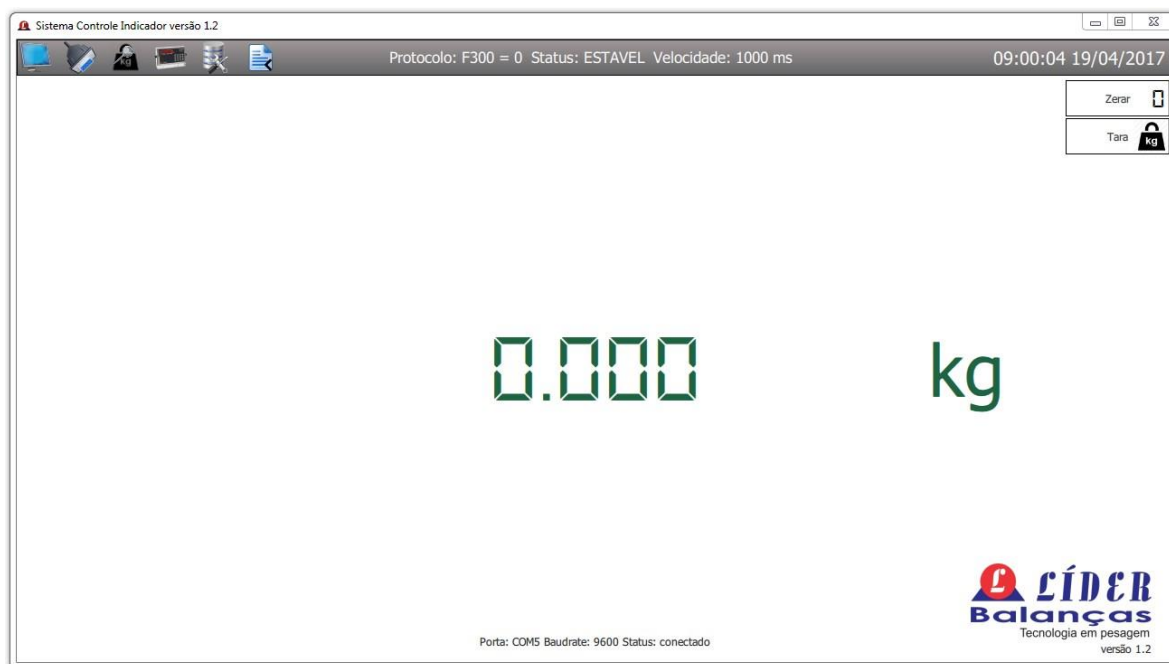 Sistema Controle Indicador versão 1.2
Protocolo: F300 = 0 Status: ESTAVEL Velocidade: 1000 ms
09:00:04 19/04/2017
Zerar 0
Tara kg
0.000 kg
L LÍDER
Balanças
Tecnologia em pesagem
versão 1.2
Porta: COM5 Baudrate: 9600 Status: conectado